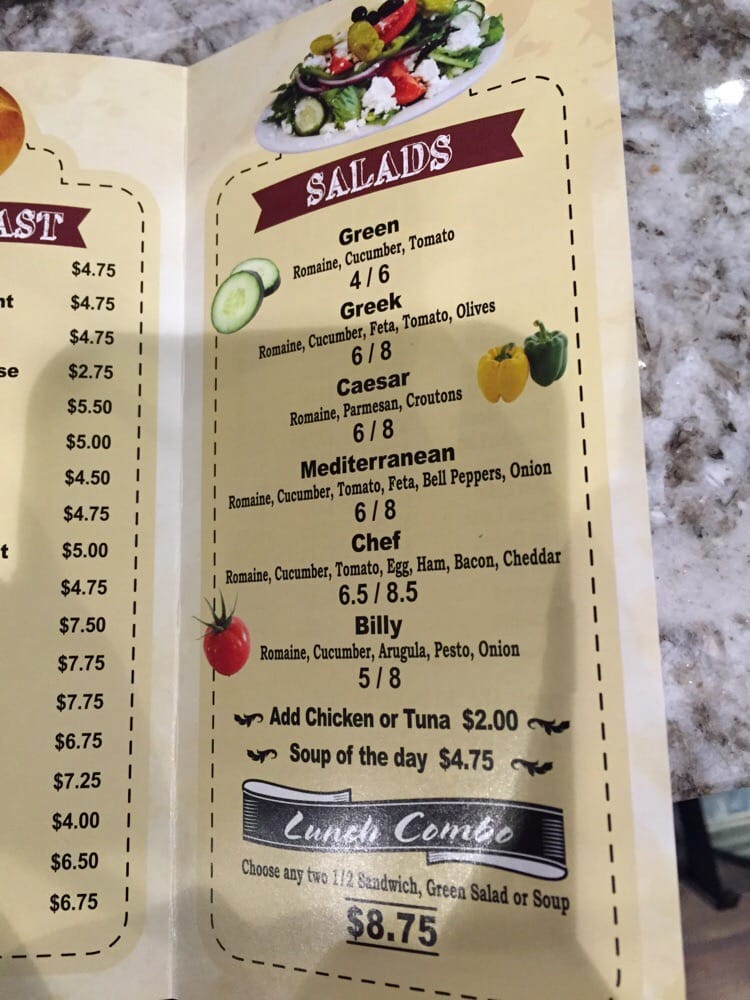 AST
$4.75
nt $4.75
$4.75
se $2.75
$5.50
$5.00
$4.50
$4.75
t $5.00
$4.75
$7.50
$7.75
$7.75
$6.75
$7.25
$4.00
$6.50
$6.75
SALADS
Green
Romaine, Cucumber, Tomato
4 / 6
Greek
Romaine, Cucumber, Feta, Tomato, Olives
6 / 8
Caesar
Romaine, Parmesan, Croutons
6 / 8
Mediterranean
Romaine, Cucumber, Tomato, Feta, Bell Peppers, Onion
6 / 8
Chef
Romaine, Cucumber, Tomato, Egg, Ham, Bacon, Cheddar
6.5 / 8.5
Billy
Romaine, Cucumber, Arugula, Pesto, Onion
5 / 8
Add Chicken or Tuna $2.00
Soup of the day $4.75
Lunch Combo
Choose any two 1/2 Sandwich, Green Salad or Soup
$8.75